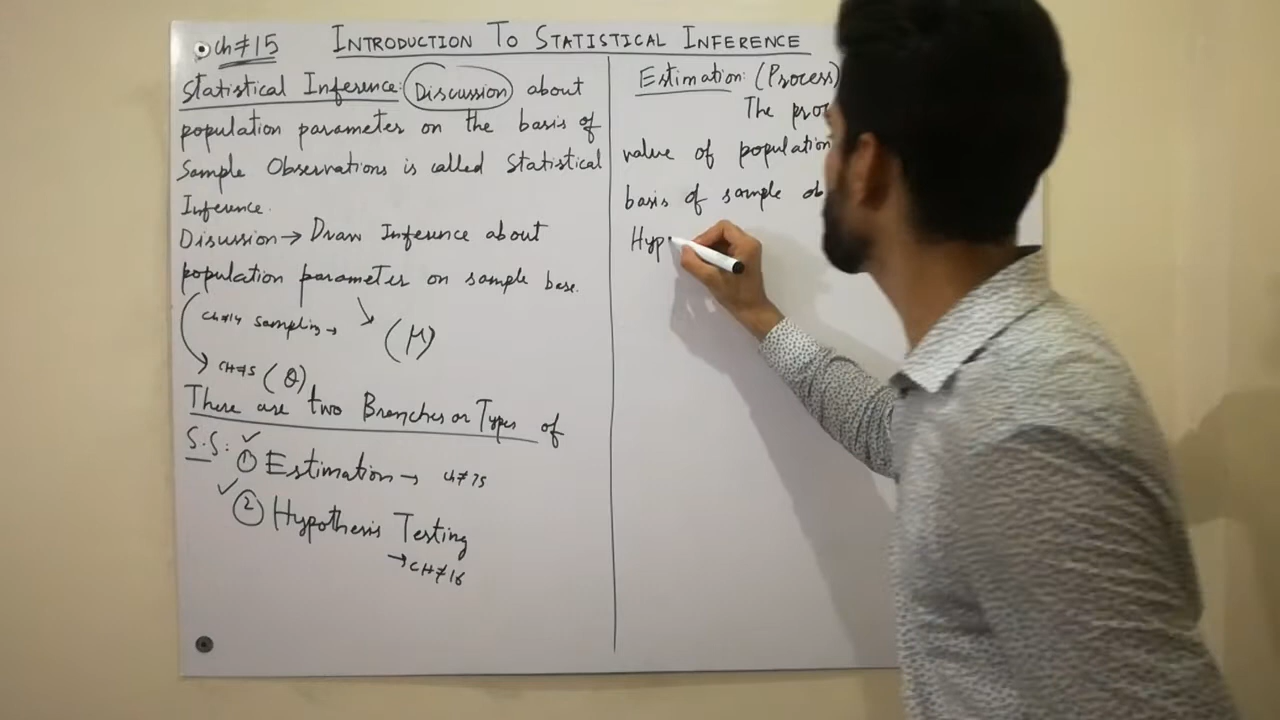 Ch#15 INTRODUCTION TO STATISTICAL INFERENCE
Statistical Inference: Discussion about
population parameter on the basis of
Sample Observations is called Statistical
Inference.
Disussion → Draw Inference about
population parameter on sample base.
Ch#14 Sampling →
(μ)
CH#15 (θ)
There are two Branches or Types of
S.S:
① Estimation → Ch#15
② Hypothesis Testing
→ CH#16
Estimation: (Process)
The
value of population
basis of sample
Hyp